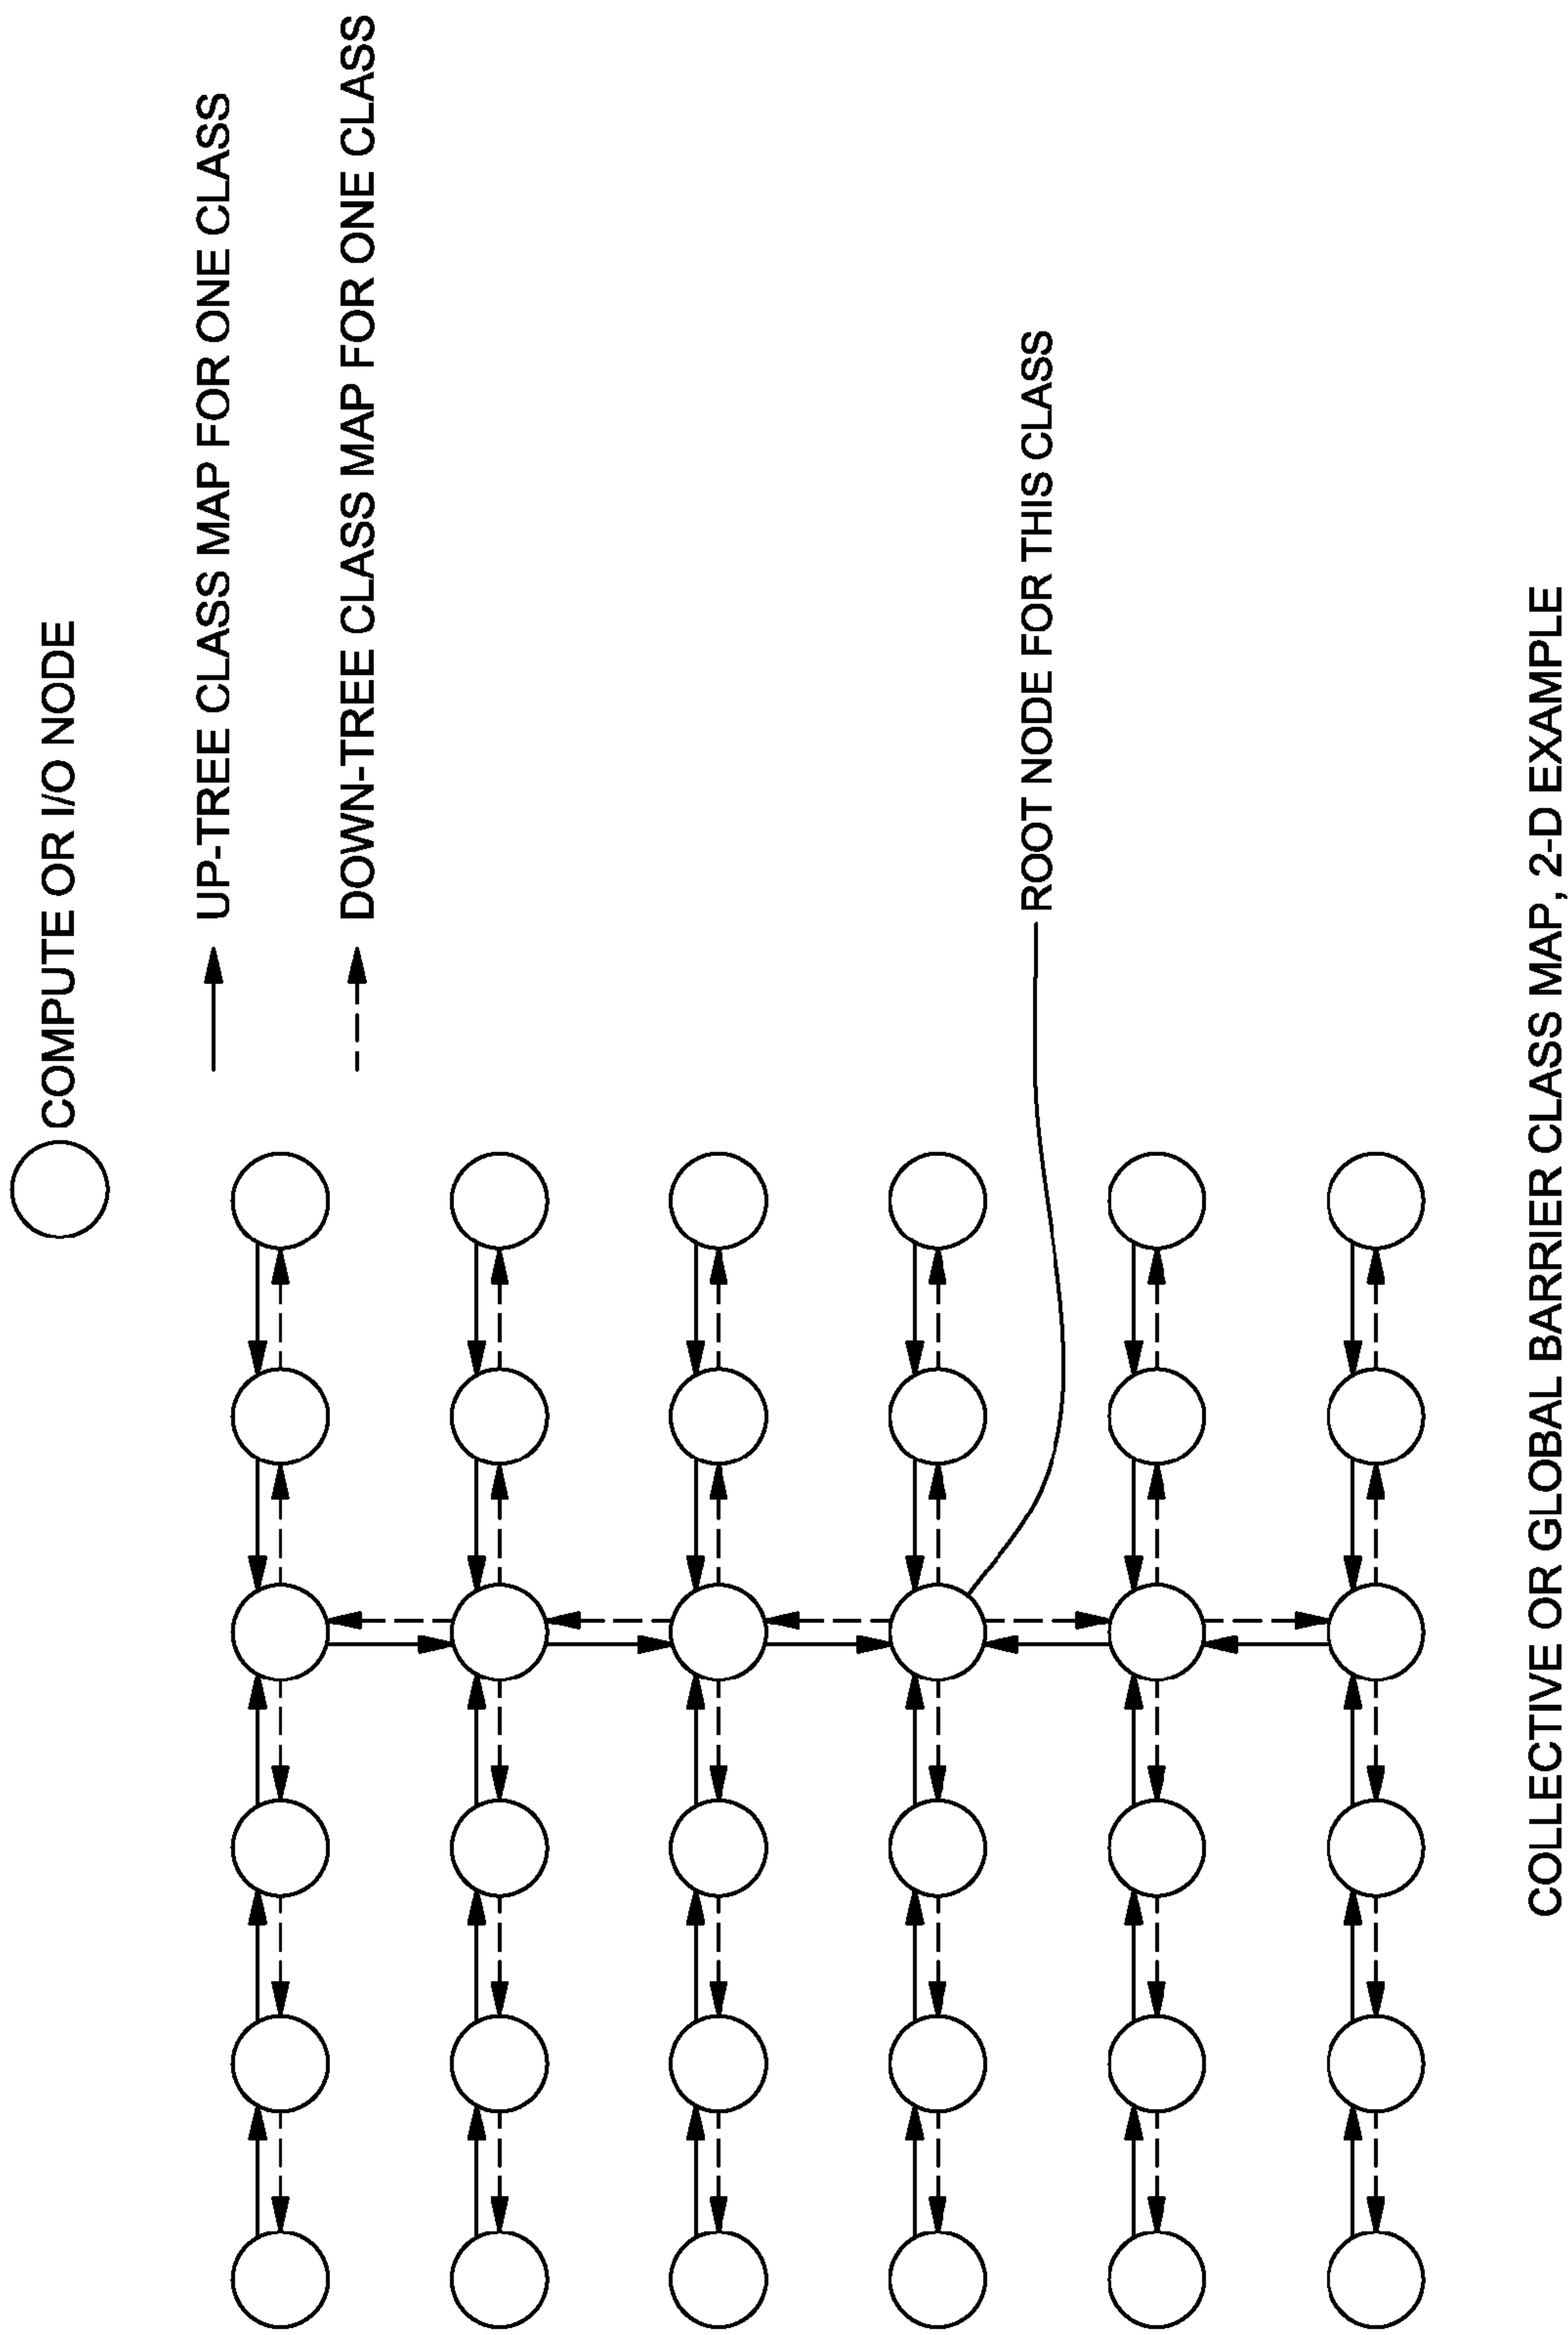 COMPUTE OR I/O NODE
UP-TREE CLASS MAP FOR ONE CLASS
DOWN-TREE CLASS MAP FOR ONE CLASS
ROOT NODE FOR THIS CLASS
COLLECTIVE OR GLOBAL BARRIER CLASS MAP, 2-D EXAMPLE